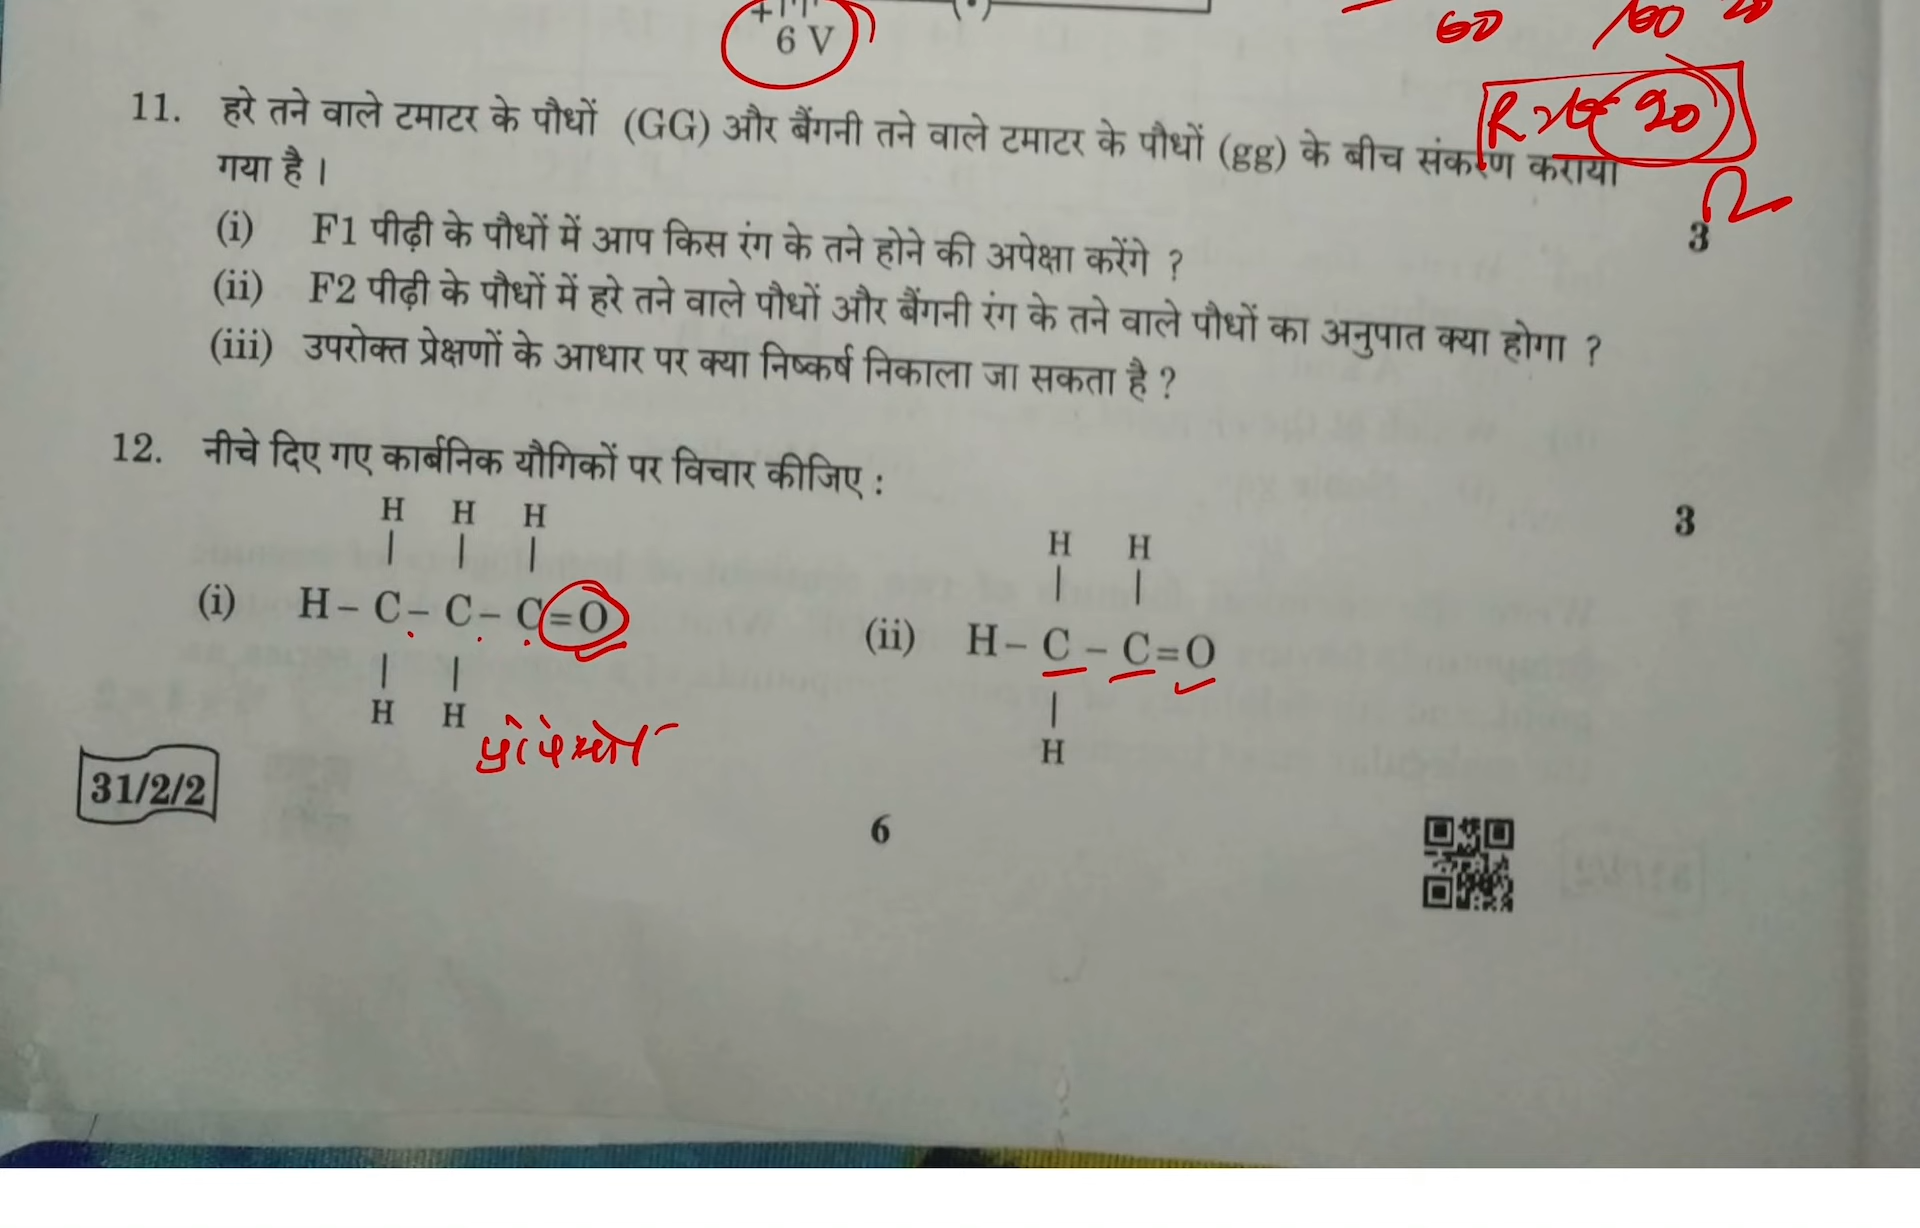 6 V
60
R
20
Ω
11. हरे तने वाले टमाटर के पौधों (GG) और बैंगनी तने वाले टमाटर के पौधों (gg) के बीच संकरण कराया
गया है ।
3
(i) F1 पीढ़ी के पौधों में आप किस रंग के तने होने की अपेक्षा करेंगे ?
(ii) F2 पीढ़ी के पौधों में हरे तने वाले पौधों और बैंगनी रंग के तने वाले पौधों का अनुपात क्या होगा ?
(iii) उपरोक्त प्रेक्षणों के आधार पर क्या निष्कर्ष निकाला जा सकता है ?
12. नीचे दिए गए कार्बनिक यौगिकों पर विचार कीजिए :
3
H H H
(i) H – C – C – C = O
H H
H H
(ii) H – C – C = O
H
31/2/2
6